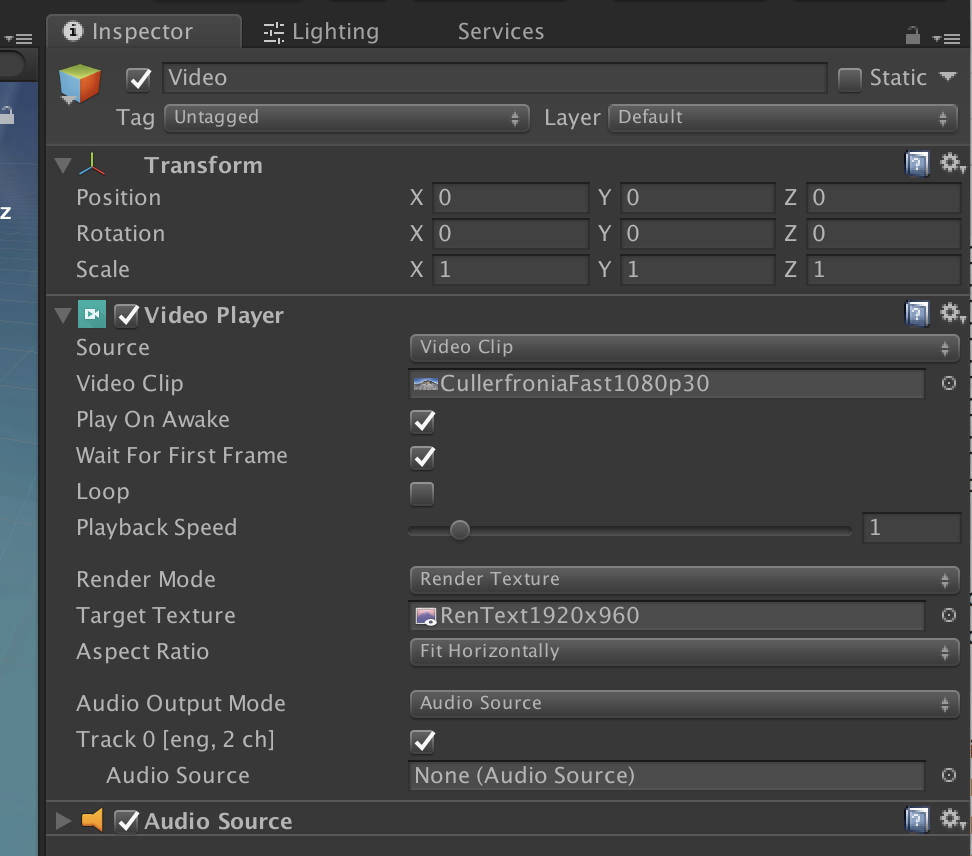 Inspector Lighting Services
Video Static
Tag Untagged Layer Default
Transform
Position X 0 Y 0 Z 0
Rotation X 0 Y 0 Z 0
Scale X 1 Y 1 Z 1
Video Player
Source Video Clip
Video Clip CullerfroniaFast1080p30
Play On Awake
Wait For First Frame
Loop
Playback Speed 1
Render Mode Render Texture
Target Texture RenText1920x960
Aspect Ratio Fit Horizontally
Audio Output Mode Audio Source
Track 0 [eng, 2 ch]
Audio Source None (Audio Source)
Audio Source
z